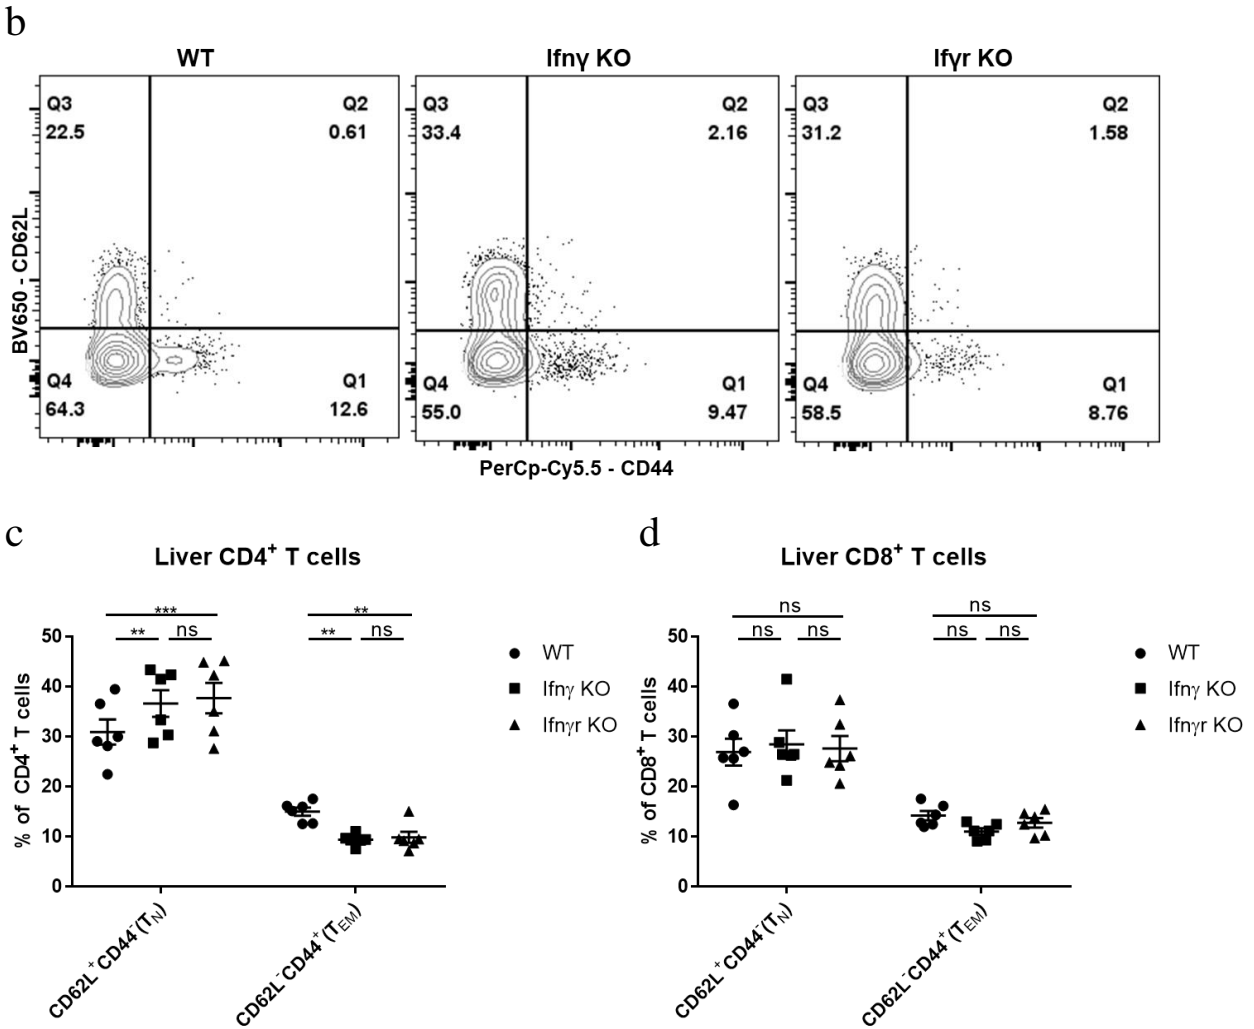 b
WT
Ifnγ KO
Ifγr KO
Q3
22.5
Q2
0.61
Q3
33.4
Q2
2.16
Q3
31.2
Q2
1.58
BV650 - CD62L
Q4
64.3
Q1
12.6
Q4
55.0
Q1
9.47
Q4
58.5
Q1
8.76
PerCp-Cy5.5 - CD44
c
Liver CD4⁺ T cells
***
** ns
**
** ns
% of CD4⁺ T cells
50
40
30
20
10
0
CD62L⁺CD44⁻(T_N)
CD62L⁻CD44⁺(T_EM)
WT
Ifnγ KO
Ifnγr KO
d
Liver CD8⁺ T cells
ns
ns ns
ns
ns ns
% of CD8⁺ T cells
50
40
30
20
10
0
CD62L⁺CD44⁻(T_N)
CD62L⁻CD44⁺(T_EM)
WT
Ifnγ KO
Ifnγr KO